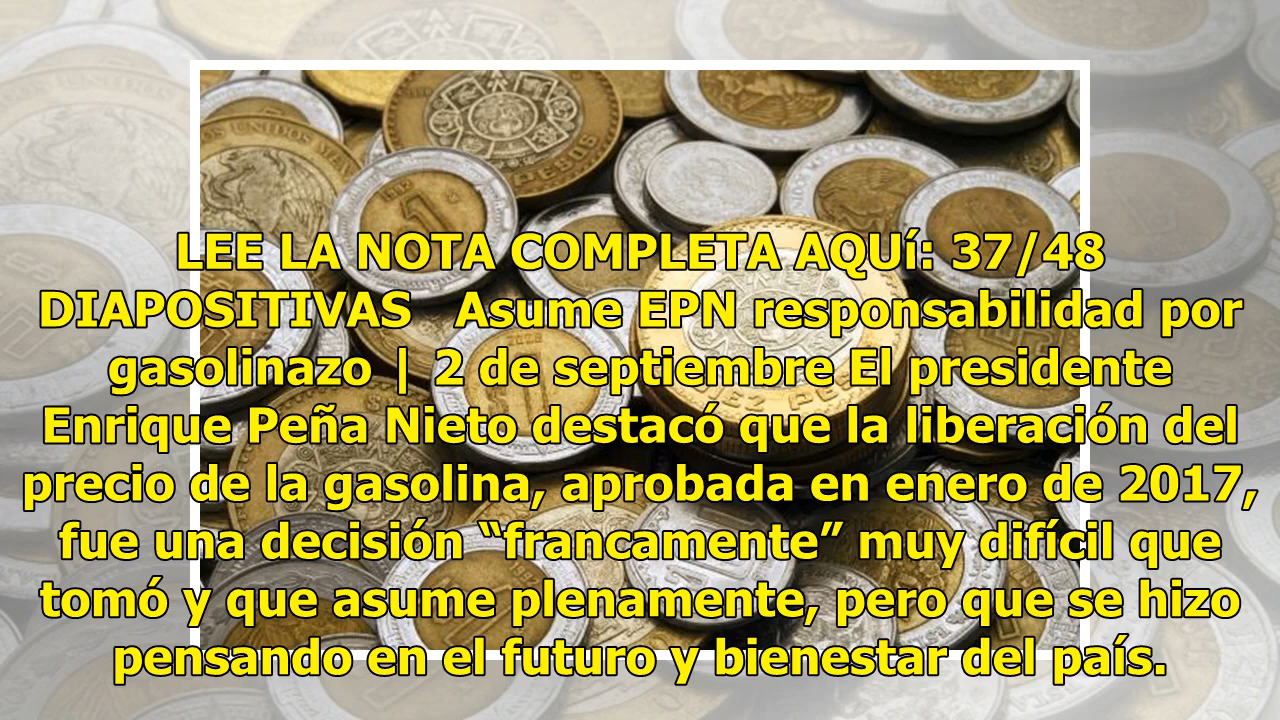 LEE LA NOTA COMPLETA AQUí: 37/48
DIAPOSITIVAS Asume EPN responsabilidad por
gasolinazo | 2 de septiembre El presidente
Enrique Peña Nieto destacó que la liberación del
precio de la gasolina, aprobada en enero de 2017,
fue una decisión “francamente” muy difícil que
tomó y que asume plenamente, pero que se hizo
pensando en el futuro y bienestar del país.